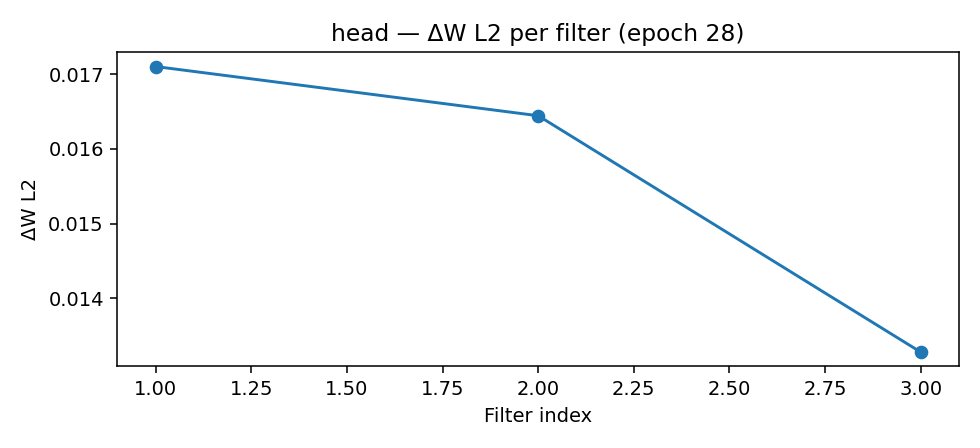 head — ΔW L2 per filter (epoch 28)
0.017
0.016
0.015
0.014
ΔW L2
1.00 1.25 1.50 1.75 2.00 2.25 2.50 2.75 3.00
Filter index